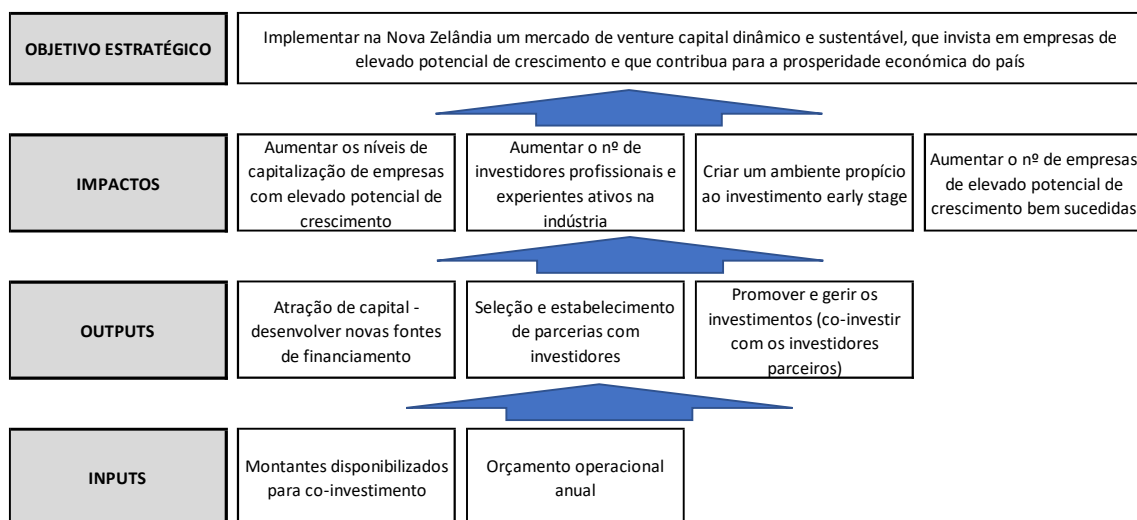 OBJETIVO ESTRATÉGICO
Implementar na Nova Zelândia um mercado de venture capital dinâmico e sustentável, que invista em empresas de
elevado potencial de crescimento e que contribua para a prosperidade económica do país
IMPACTOS
Aumentar os níveis de
capitalização de empresas
com elevado potencial de
crescimento
Aumentar o nº de
investidores profissionais e
experientes ativos na
indústria
Criar um ambiente propício
ao investimento early stage
Aumentar o nº de empresas
de elevado potencial de
crescimento bem sucedidas
OUTPUTS
Atração de capital -
desenvolver novas fontes
de financiamento
Seleção e estabelecimento
de parcerias com
investidores
Promover e gerir os
investimentos (co-investir
com os investidores
parceiros)
INPUTS
Montantes disponibilizados
para co-investimento
Orçamento operacional
anual